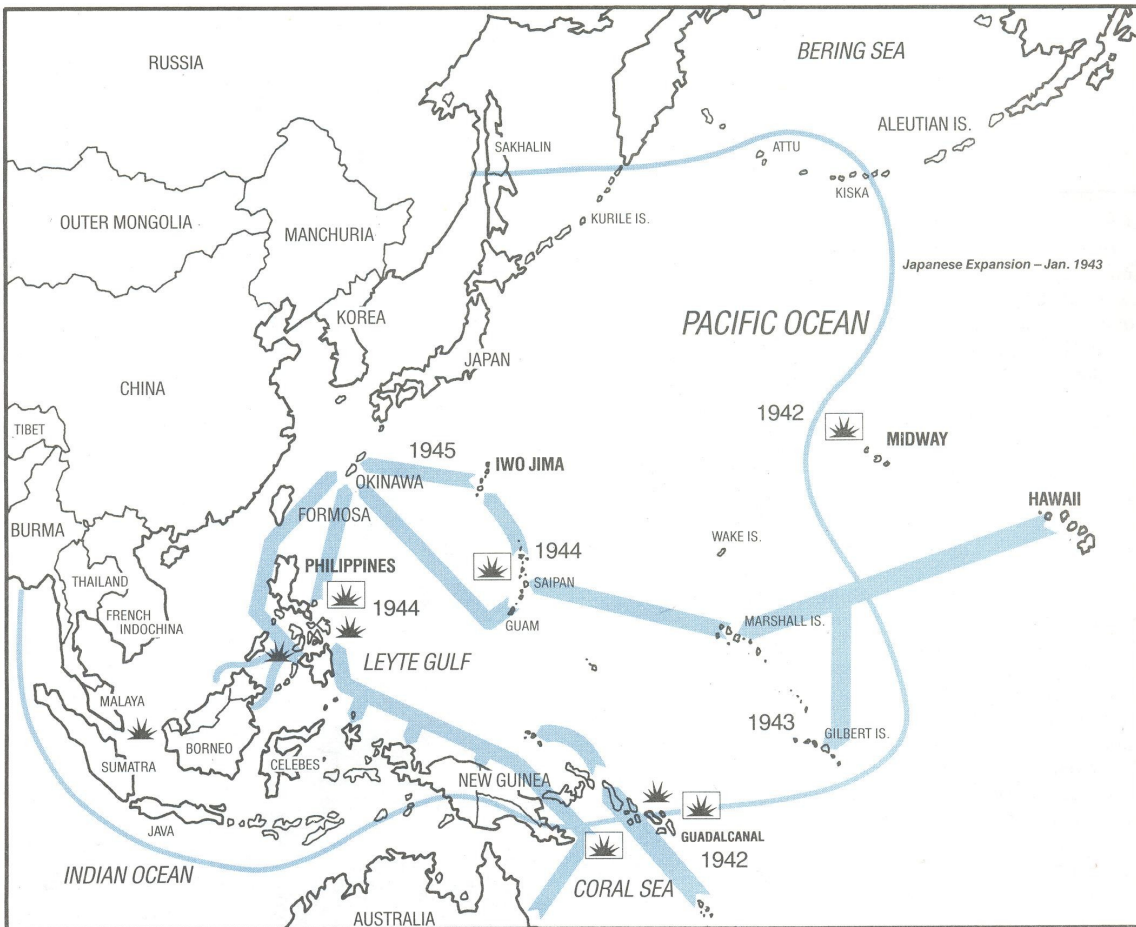 BERING SEA
RUSSIA
ALEUTIAN IS.
SAKHALIN
ATTU
KISKA
OUTER MONGOLIA
MANCHURIA
KURILE IS.
Japanese Expansion – Jan. 1943
KOREA
PACIFIC OCEAN
JAPAN
CHINA
1942
TIBET
MiDWAY
1945
IWO JIMA
OKINAWA
HAWAII
FORMOSA
BURMA
WAKE IS.
1944
PHILIPPINES
THAILAND
SAIPAN
1944
FRENCH
INDOCHINA
GUAM
MARSHALL IS.
LEYTE GULF
MALAYA
1943
GILBERT IS.
BORNEO
SUMATRA
CELEBES
NEW GUINEA
JAVA
GUADALCANAL
1942
INDIAN OCEAN
CORAL SEA
AUSTRALIA